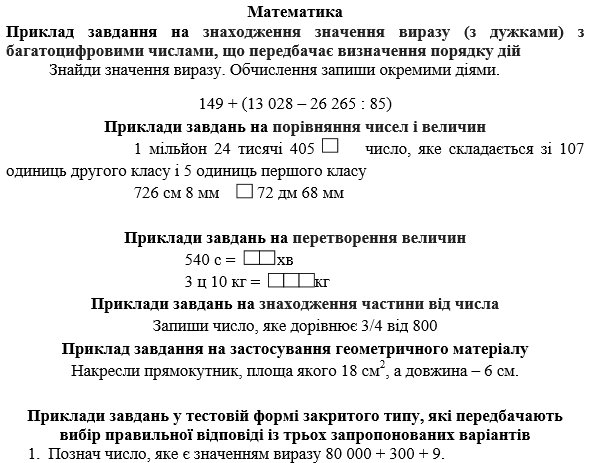 Математика
Приклад завдання на знаходження значення виразу (з дужками) з
багатоцифровими числами, що передбачає визначення порядку дій
Знайди значення виразу. Обчислення запиши окремими діями.
149 + (13 028 – 26 265 : 85)
Приклади завдань на порівняння чисел і величин
1 мільйон 24 тисячі 405 □ число, яке складається зі 107
одиниць другого класу і 5 одиниць першого класу
726 см 8 мм □ 72 дм 68 мм
Приклади завдань на перетворення величин
540 с = □□хв
3 ц 10 кг = □□□кг
Приклади завдань на знаходження частини від числа
Запиши число, яке дорівнює 3/4 від 800
Приклад завдання на застосування геометричного матеріалу
Накресли прямокутник, площа якого 18 см², а довжина – 6 см.
Приклади завдань у тестовій формі закритого типу, які передбачають
вибір правильної відповіді із трьох запропонованих варіантів
1. Познач число, яке є значенням виразу 80 000 + 300 + 9.